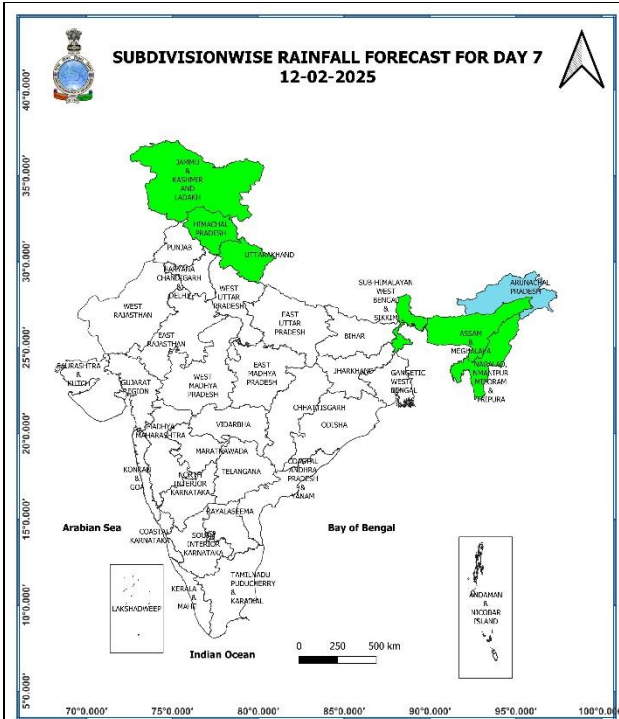 SUBDIVISIONWISE RAINFALL FORECAST FOR DAY 7
12-02-2025
40°0.000'
35°0.000'
30°0.000'
25°0.000'
20°0.000'
15°0.000'
10°0.000'
5°0.000'
JAMMU
&
KASHMIR
AND
LADAKH
HIMACHAL
PRADESH
PUNJAB
UTTARAKHAND
HARYANA
CHANDIGARH
&
DELHI
WEST
UTTAR
PRADESH
SUB-HIMALAYAN
WEST
BENGAL
&
SIKKIM
ARUNACHAL
PRADESH
WEST
RAJASTHAN
EAST
RAJASTHAN
EAST
UTTAR
PRADESH
BIHAR
ASSAM
&
MEGHALAYA
SAURASHTRA
&
KUTCH
GUJARAT
REGION
WEST
MADHYA
PRADESH
EAST
MADHYA
PRADESH
JHARKHAND
GANGETIC
WEST
BENGAL
MIZORAM
&
TRIPURA
CHHATTISGARH
ODISHA
MADHYA
MAHARASHTRA
VIDARBHA
MARATHWADA
KONKAN
&
GOA
NORTH
INTERIOR
KARNATAKA
TELANGANA
COASTAL
ANDHRA
PRADESH
&
YANAM
RAYALASEEMA
Arabian Sea
Bay of Bengal
COASTAL
KARNATAKA
SOUTH
INTERIOR
KARNATAKA
TAMILNADU
PUDUCHERRY
&
KARAIKAL
KERALA
&
MAHE
LAKSHADWEEP
ANDAMAN
&
NICOBAR
ISLAND
Indian Ocean
0 250 500 km
70°0.000' 75°0.000' 80°0.000' 85°0.000' 90°0.000' 95°0.000' 100°0.000'